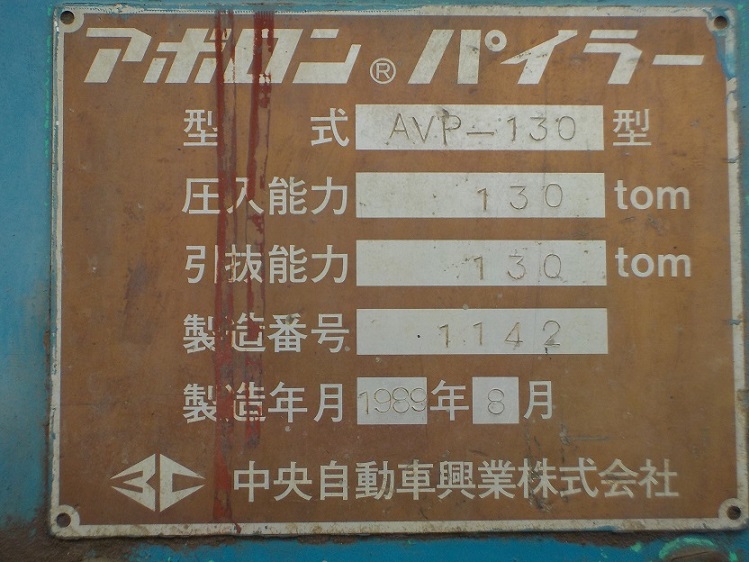 アポロン®パイラー
型式 AVP-130 型
圧入能力 130 tom
引抜能力 130 tom
製造番号 1142
製造年月 1989年8月
中央自動車興業株式会社